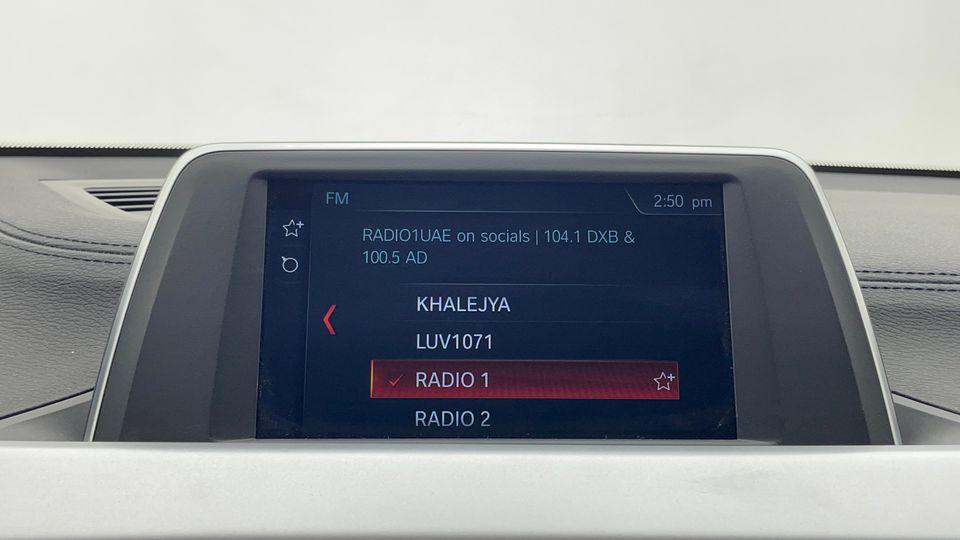 FM
2:50 pm
RADIO1UAE on socials | 104.1 DXB &
100.5 AD
KHALEJYA
LUV1071
RADIO 1
RADIO 2